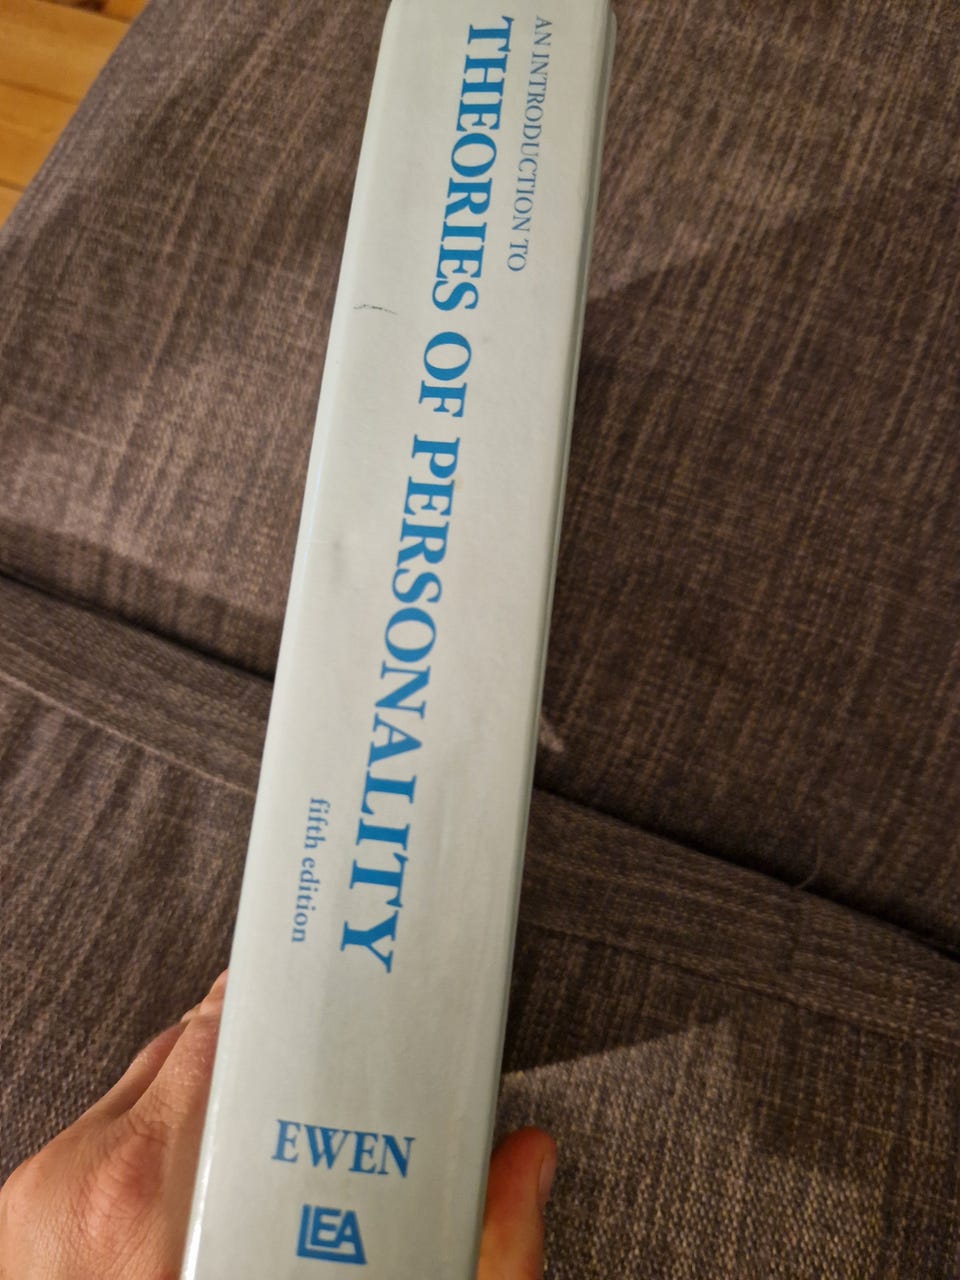 AN INTRODUCTION TO
THEORIES OF PERSONALITY
fifth edition
EWEN
LEA